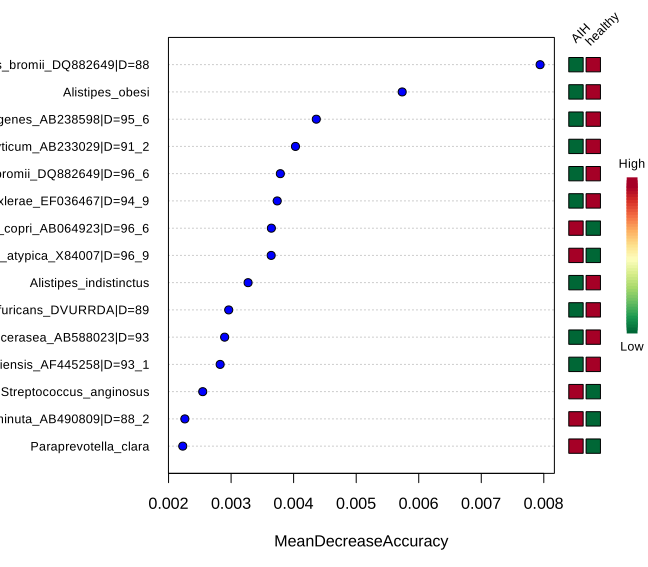 AIH healthy
s_bromii_DQ882649|D=88
Alistipes_obesi
genes_AB238598|D=95_6
ticum_AB233029|D=91_2
bromii_DQ882649|D=96_6
xlerae_EF036467|D=94_9
_copri_AB064923|D=96_6
_atypica_X84007|D=96_9
Alistipes_indistinctus
furicans_DVURRDA|D=89
cerasea_AB588023|D=93
iensis_AF445258|D=93_1
Streptococcus_anginosus
ninuta_AB490809|D=88_2
Paraprevotella_clara
High
Low
0.002 0.003 0.004 0.005 0.006 0.007 0.008
MeanDecreaseAccuracy